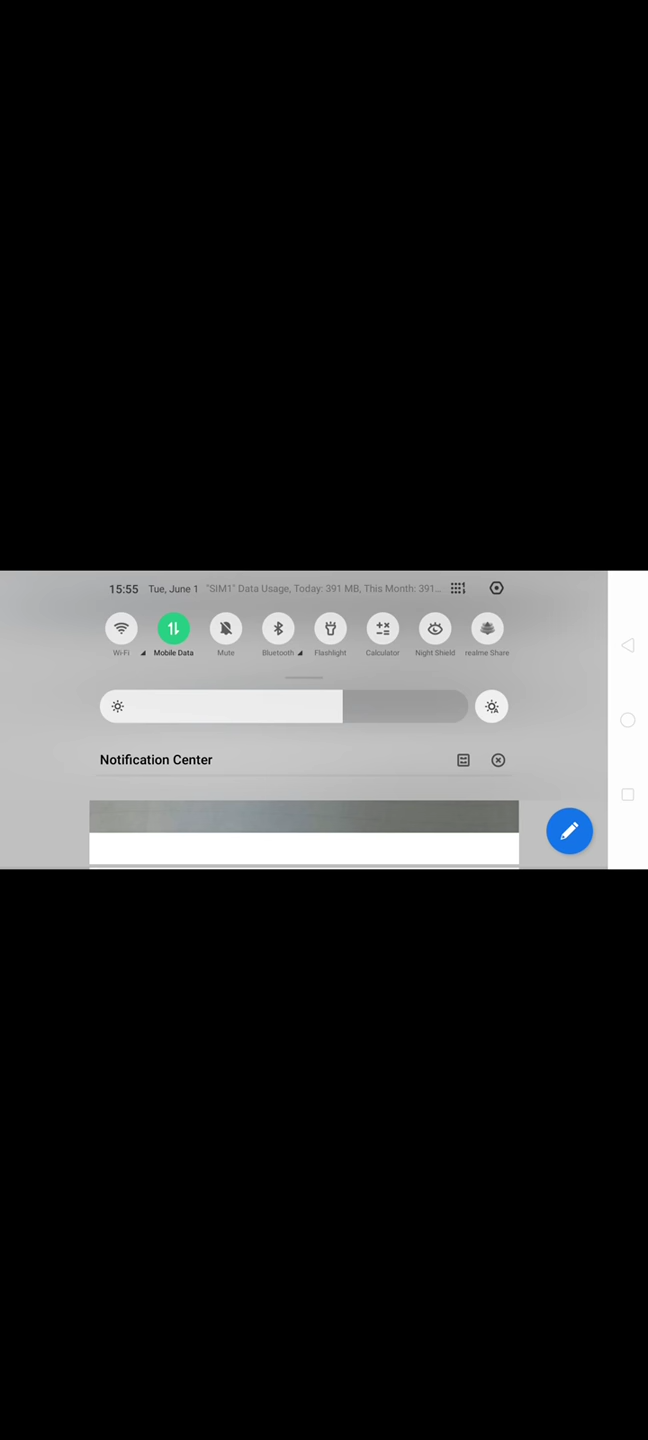 15:55 Tue, June 1 "SIM1" Data Usage, Today: 391 MB, This Month: 391...
Wi-Fi Mobile Data Mute Bluetooth Flashlight Calculator Night Shield realme Share
Notification Center